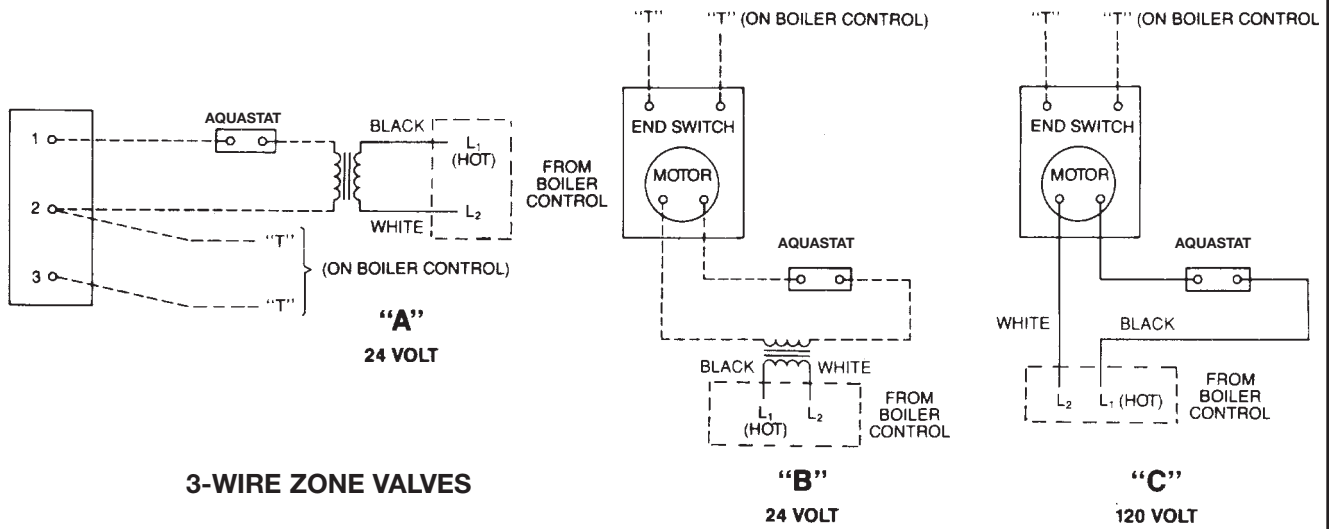 1
2
3
AQUASTAT
BLACK
WHITE
L1
(HOT)
L2
FROM
BOILER
CONTROL
"T"
"T"
(ON BOILER CONTROL)
"A"
24 VOLT
3-WIRE ZONE VALVES
"T" "T" (ON BOILER CONTROL)
END SWITCH
MOTOR
AQUASTAT
BLACK WHITE
L1
(HOT)
L2
FROM
BOILER
CONTROL
"B"
24 VOLT
"T" "T" (ON BOILER CONTROL
END SWITCH
MOTOR
AQUASTAT
WHITE BLACK
L2 L1 (HOT)
FROM
BOILER
CONTROL
"C"
120 VOLT